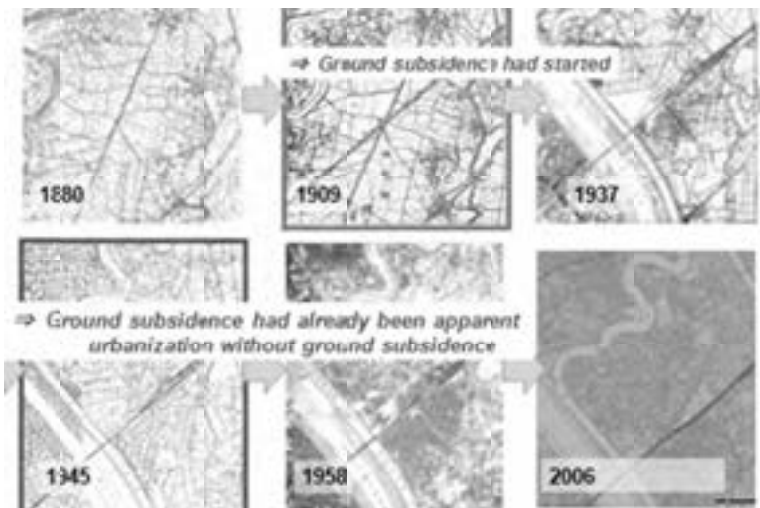 ⇒ Ground subsidence had started
1880
1909
1937
⇒ Ground subsidence had already been apparent
urbanization without ground subsidence
1945
1958
2006